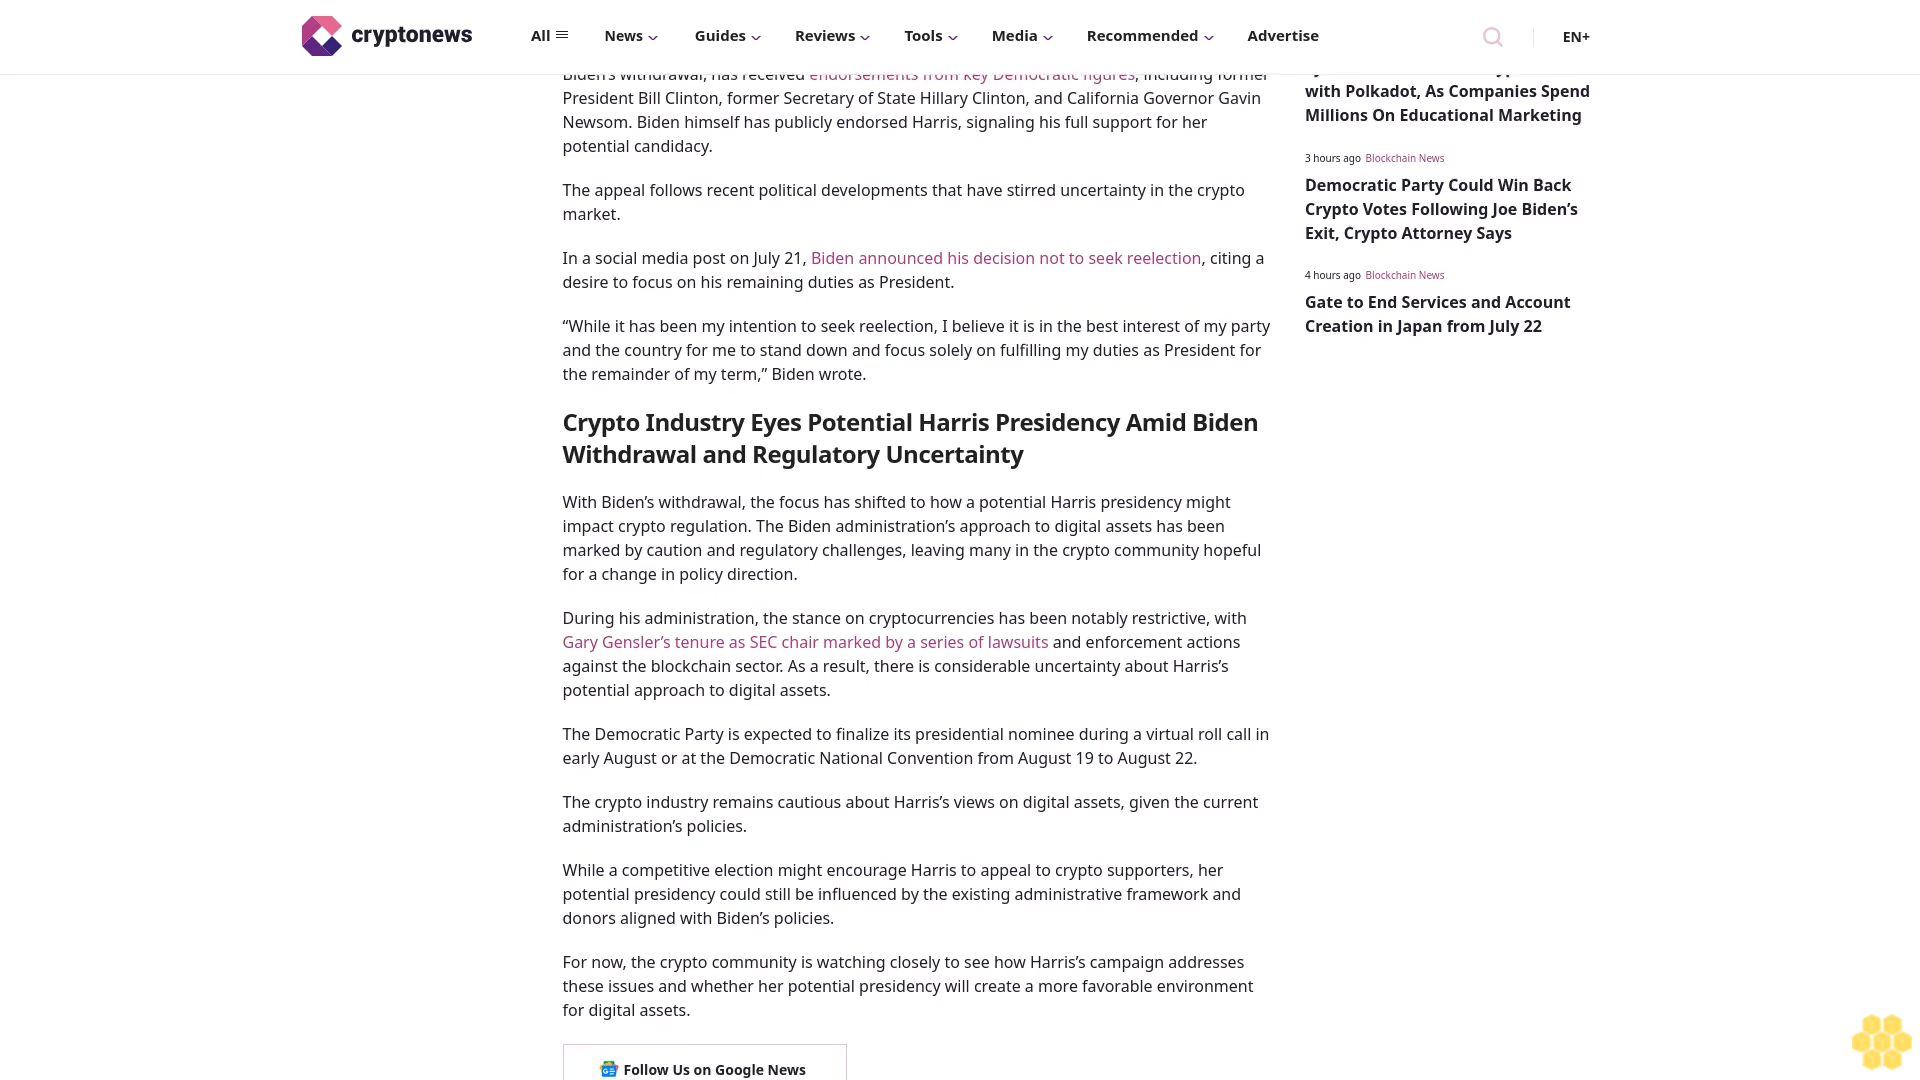 cryptonews
All
News
Guides
Reviews
Tools
Media
Recommended
Advertise
EN+
Biden's withdrawal, has received endorsements from key Democratic figures, including former
President Bill Clinton, former Secretary of State Hillary Clinton, and California Governor Gavin
Newsom. Biden himself has publicly endorsed Harris, signaling his full support for her
potential candidacy.
The appeal follows recent political developments that have stirred uncertainty in the crypto
market.
In a social media post on July 21, Biden announced his decision not to seek reelection, citing a
desire to focus on his remaining duties as President.
“While it has been my intention to seek reelection, I believe it is in the best interest of my party
and the country for me to stand down and focus solely on fulfilling my duties as President for
the remainder of my term,” Biden wrote.
Crypto Industry Eyes Potential Harris Presidency Amid Biden
Withdrawal and Regulatory Uncertainty
With Biden’s withdrawal, the focus has shifted to how a potential Harris presidency might
impact crypto regulation. The Biden administration’s approach to digital assets has been
marked by caution and regulatory challenges, leaving many in the crypto community hopeful
for a change in policy direction.
During his administration, the stance on cryptocurrencies has been notably restrictive, with
Gary Gensler’s tenure as SEC chair marked by a series of lawsuits and enforcement actions
against the blockchain sector. As a result, there is considerable uncertainty about Harris’s
potential approach to digital assets.
The Democratic Party is expected to finalize its presidential nominee during a virtual roll call in
early August or at the Democratic National Convention from August 19 to August 22.
The crypto industry remains cautious about Harris’s views on digital assets, given the current
administration’s policies.
While a competitive election might encourage Harris to appeal to crypto supporters, her
potential presidency could still be influenced by the existing administrative framework and
donors aligned with Biden’s policies.
For now, the crypto community is watching closely to see how Harris’s campaign addresses
these issues and whether her potential presidency will create a more favorable environment
for digital assets.
Follow Us on Google News
with Polkadot, As Companies Spend
Millions On Educational Marketing
3 hours ago Blockchain News
Democratic Party Could Win Back
Crypto Votes Following Joe Biden’s
Exit, Crypto Attorney Says
4 hours ago Blockchain News
Gate to End Services and Account
Creation in Japan from July 22